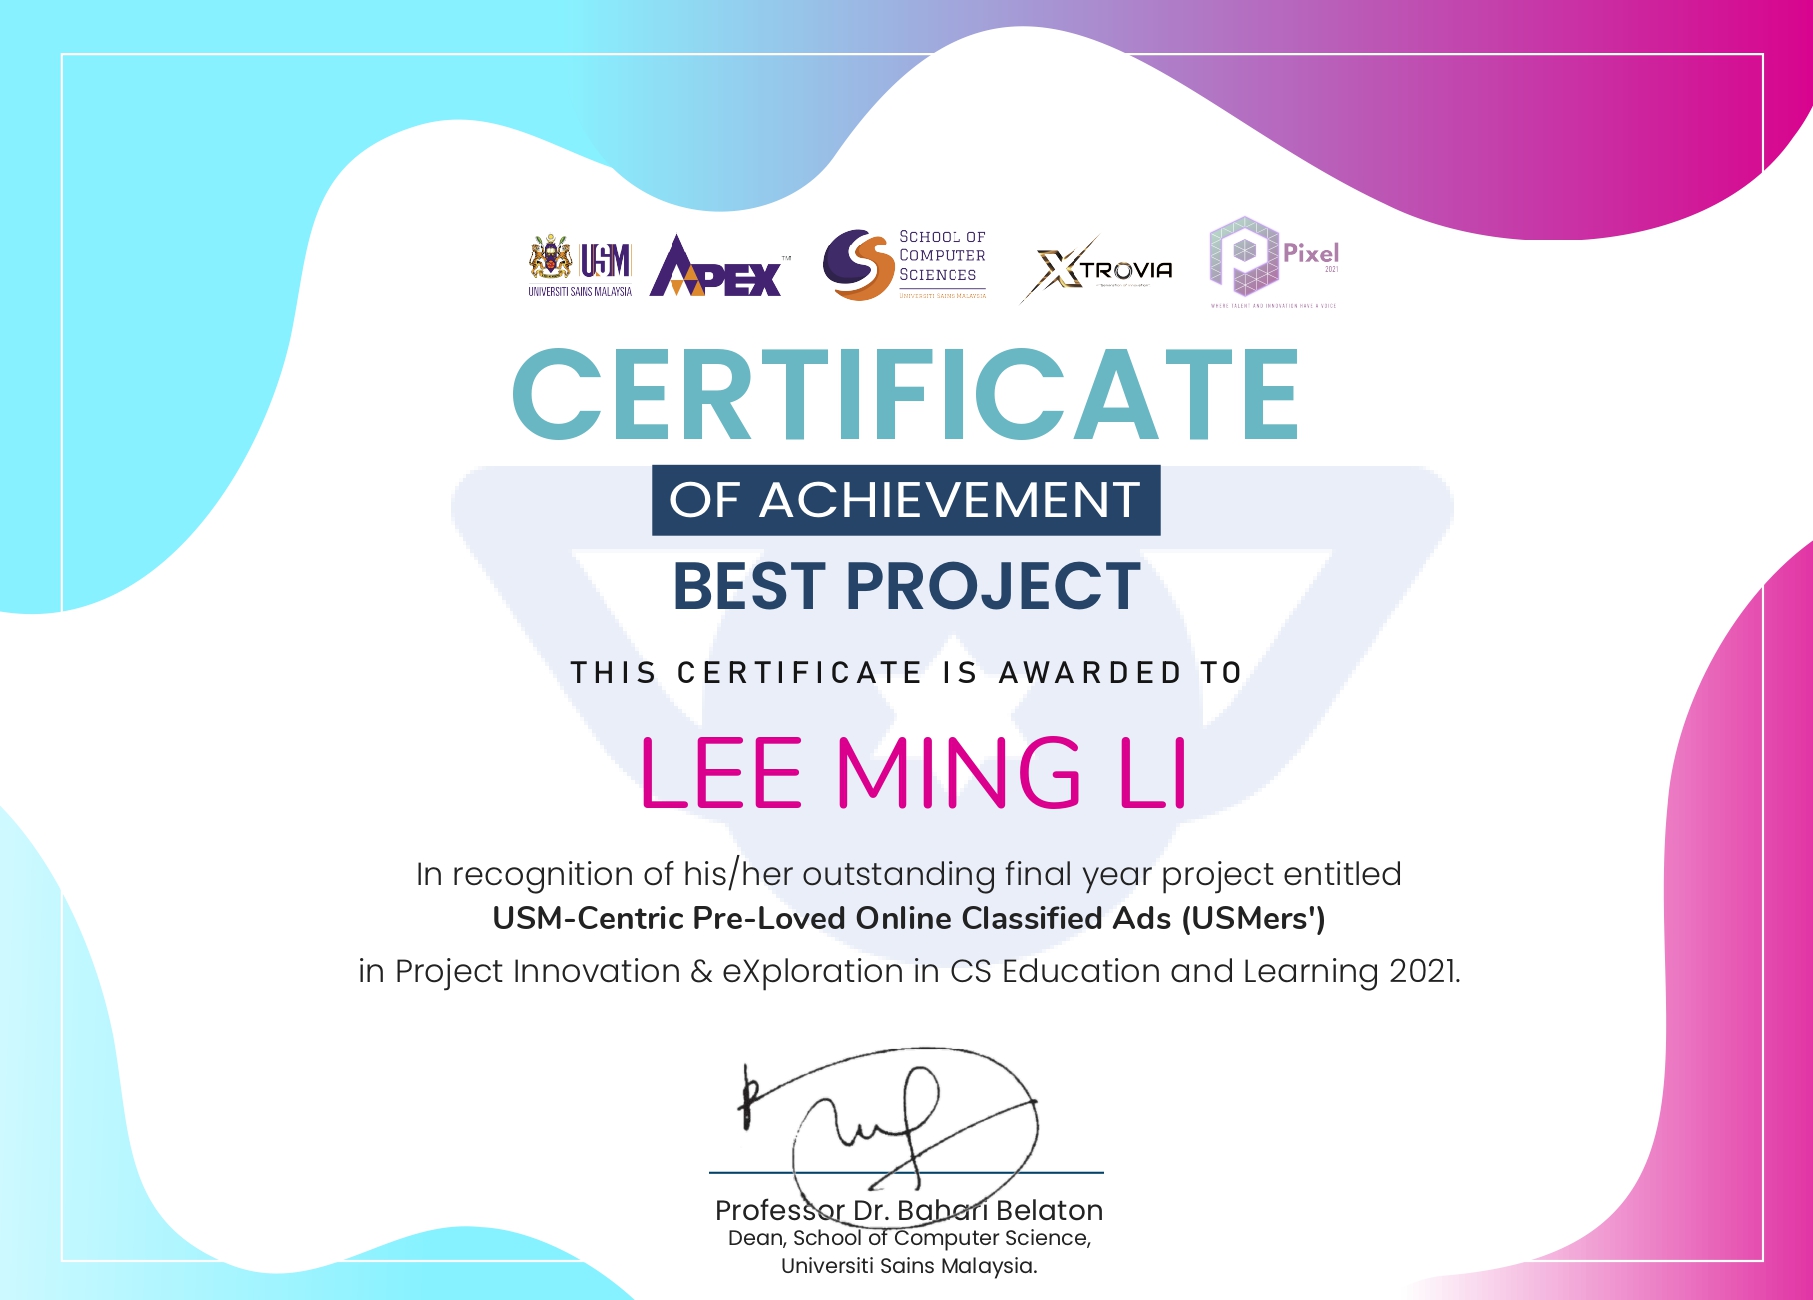 USM
UNIVERSITI SAINS MALAYSIA
APEX™
SCHOOL OF
COMPUTER
SCIENCES
UNIVERSITI SAINS MALAYSIA
XTROVIA
Pixel
2021
WHERE TALENT AND INNOVATION HAVE A VOICE
CERTIFICATE
OF ACHIEVEMENT
BEST PROJECT
THIS CERTIFICATE IS AWARDED TO
LEE MING LI
In recognition of his/her outstanding final year project entitled
USM-Centric Pre-Loved Online Classified Ads (USMers')
in Project Innovation & eXploration in CS Education and Learning 2021.
Professor Dr. Bahari Belaton
Dean, School of Computer Science,
Universiti Sains Malaysia.